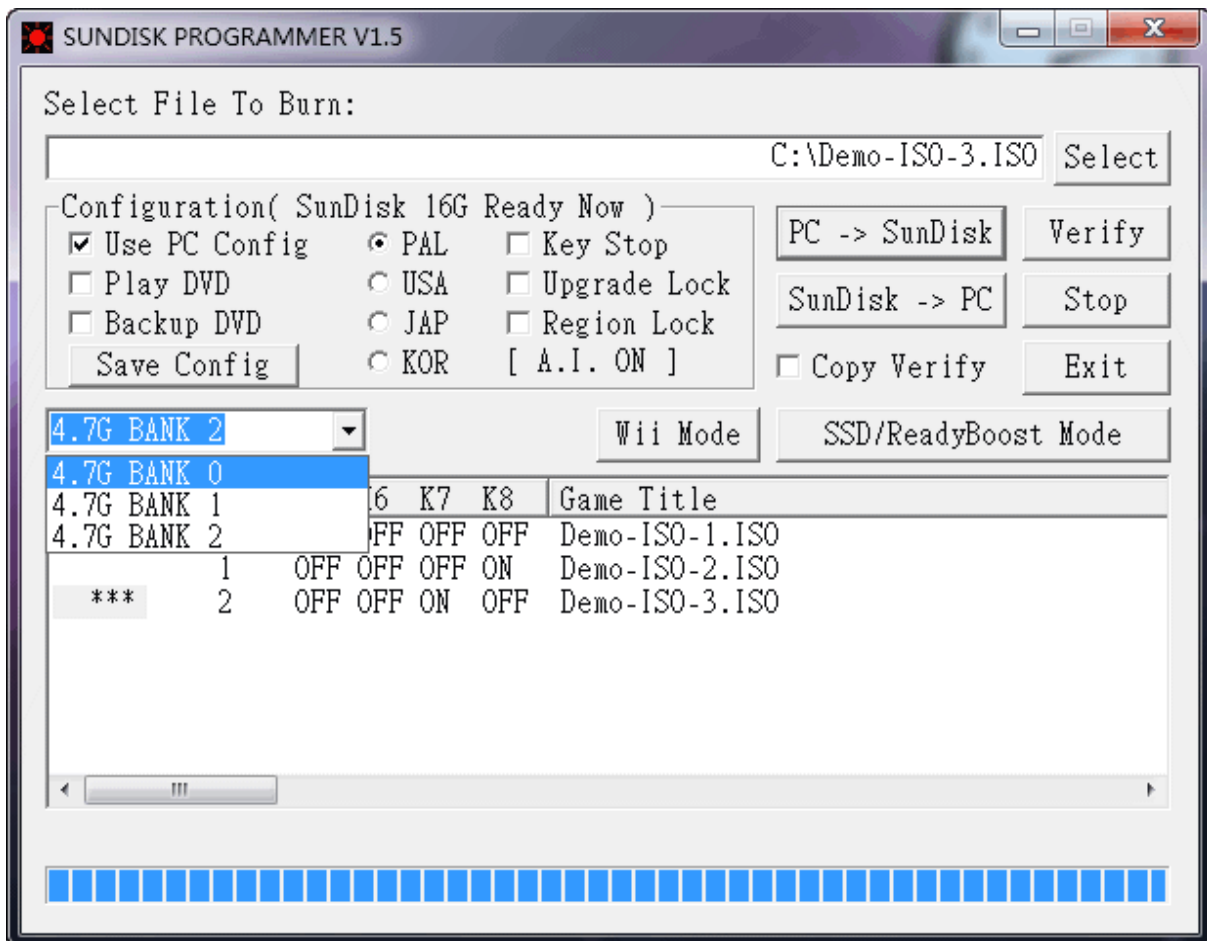 SUNDISK PROGRAMMER V1.5
Select File To Burn:
C:\Demo-ISO-3.ISO Select
Configuration( SunDisk 16G Ready Now )
Use PC Config PAL Key Stop PC -> SunDisk Verify
Play DVD USA Upgrade Lock SunDisk -> PC Stop
Backup DVD JAP Region Lock
Save Config KOR [ A.I. ON ] Copy Verify Exit
4.7G BANK 2 Wii Mode SSD/ReadyBoost Mode
4.7G BANK 0
4.7G BANK 1
4.7G BANK 2
K7 K8 Game Title
OFF OFF Demo-ISO-1.ISO
1 OFF OFF OFF ON Demo-ISO-2.ISO
*** 2 OFF OFF ON OFF Demo-ISO-3.ISO